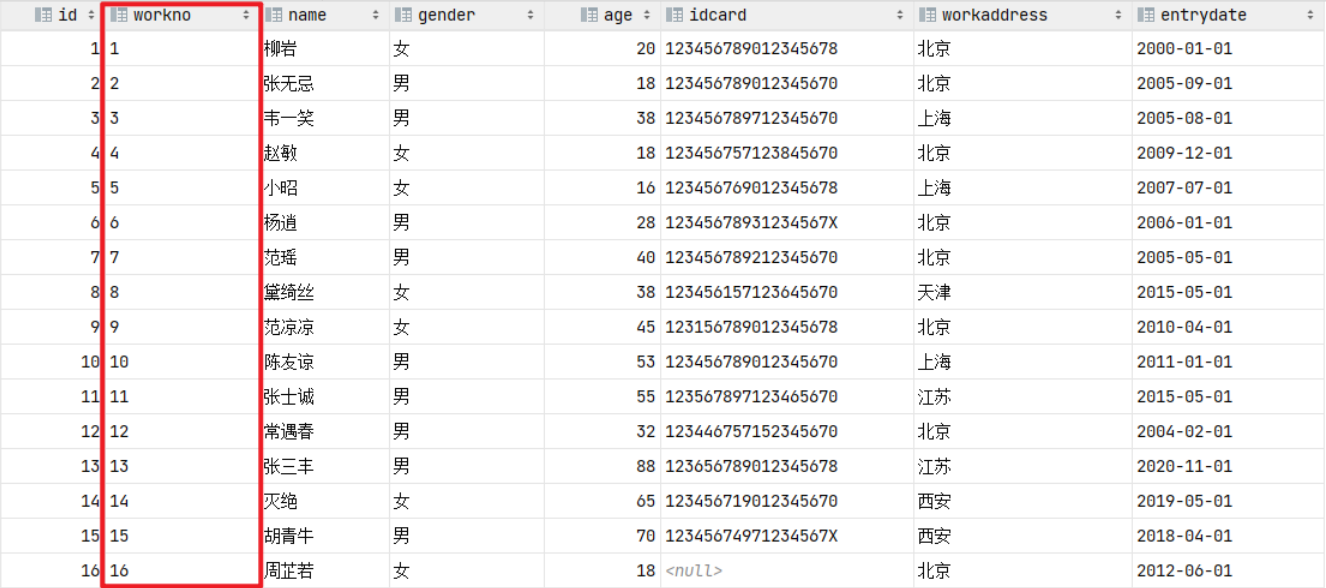 id workno name gender age idcard workaddress entrydate
1 1 柳岩 女 20 123456789012345678 北京 2000-01-01
2 2 张无忌 男 18 123456789012345670 北京 2005-09-01
3 3 韦一笑 男 38 123456789712345670 上海 2005-08-01
4 4 赵敏 女 18 123456757123845670 北京 2009-12-01
5 5 小昭 女 16 123456769012345678 上海 2007-07-01
6 6 杨逍 男 28 12345678931234567X 北京 2006-01-01
7 7 范瑶 男 40 123456789212345670 北京 2005-05-01
8 8 黛绮丝 女 38 123456157123645670 天津 2015-05-01
9 9 范凉凉 女 45 123156789012345678 北京 2010-04-01
10 10 陈友谅 男 53 123456789012345670 上海 2011-01-01
11 11 张士诚 男 55 123567897123465670 江苏 2015-05-01
12 12 常遇春 男 32 123446757152345670 北京 2004-02-01
13 13 张三丰 男 88 123656789012345678 江苏 2020-11-01
14 14 灭绝 女 65 123456719012345670 西安 2019-05-01
15 15 胡青牛 男 70 12345674971234567X 西安 2018-04-01
16 16 周芷若 女 18 <null> 北京 2012-06-01